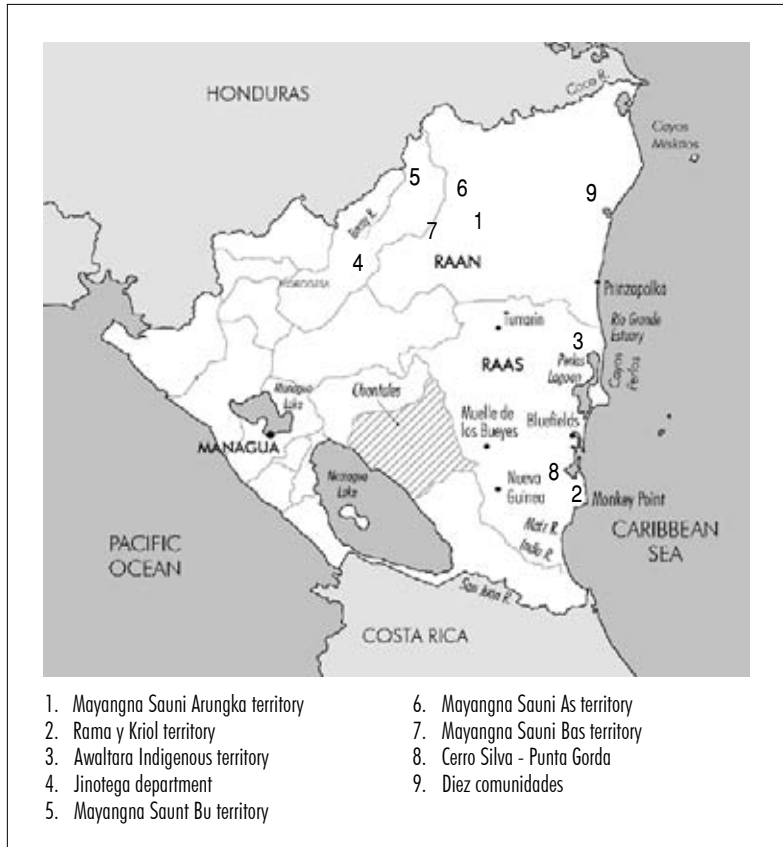 HONDURAS
Coco R.
Cayos
Miskitos
5
6
9
1
7
4
RAAN
Prinzapolka
Tumarin
Rio Grande
Estuary
3
RAAS
Perlas
Lagoon
Cayos
Perlas
Managua
Lake
Chontales
Muelle de
los Bueyes
Bluefields
MANAGUA
8
Nicaragua
Lake
Nueva
Guinea
2
Monkey Point
PACIFIC
OCEAN
CARIBBEAN
SEA
Indio R.
San Juan R.
COSTA RICA
1. Mayangna Sauni Arungka territory
2. Rama y Kriol territory
3. Awaltara Indigenous territory
4. Jinotega department
5. Mayangna Saunt Bu territory
6. Mayangna Sauni As territory
7. Mayangna Sauni Bas territory
8. Cerro Silva - Punta Gorda
9. Diez comunidades